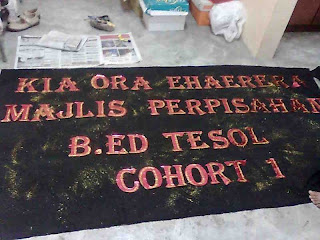 KIA ORA EHAERERA
MAJLIS PERPISAHAN
B.ED TESOL
COHORT 1